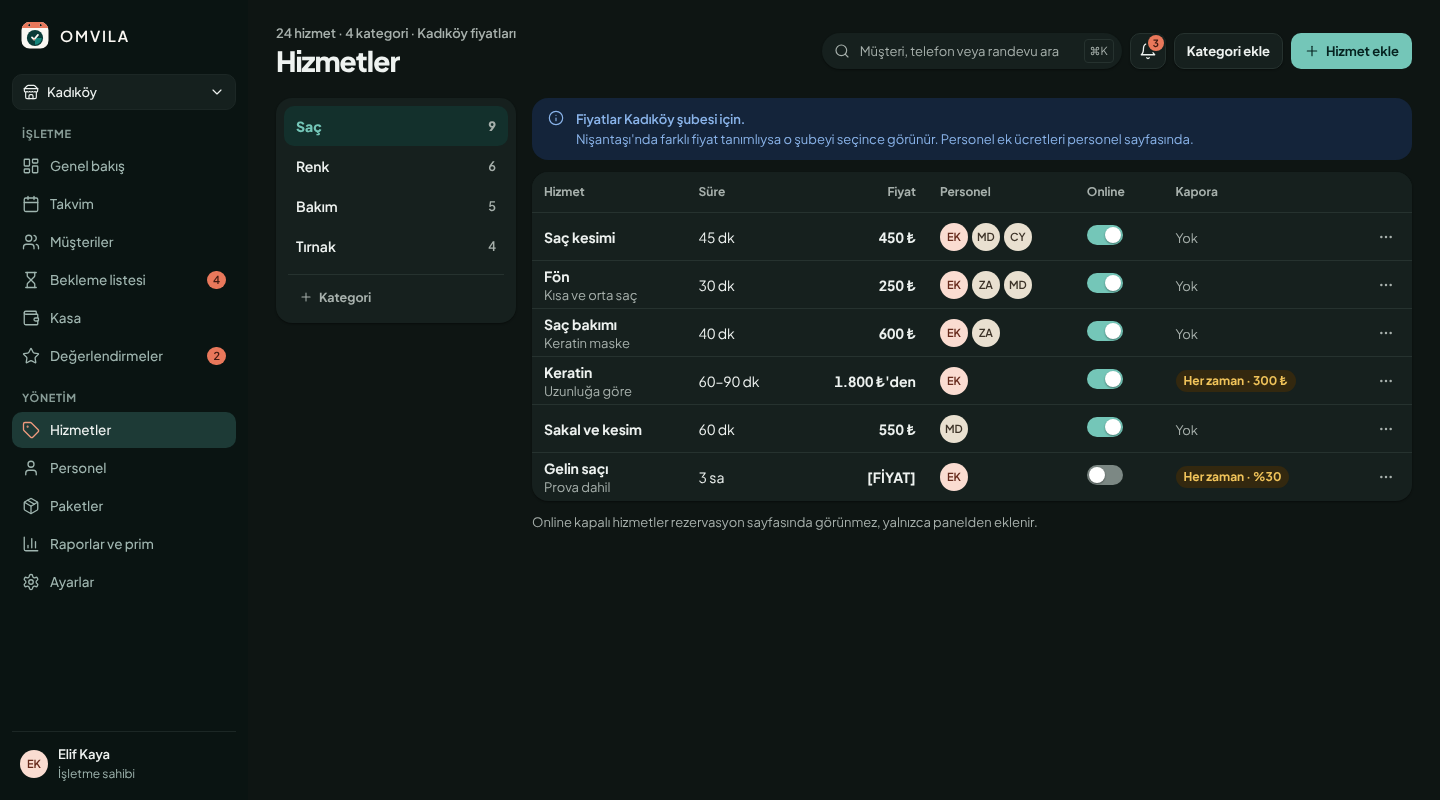 OMVILA
Kadıköy
İŞLETME
Genel bakış
Takvim
Müşteriler
Bekleme listesi 4
Kasa
Değerlendirmeler 2
YÖNETİM
Hizmetler
Personel
Paketler
Raporlar ve prim
Ayarlar
EK
Elif Kaya
İşletme sahibi
24 hizmet · 4 kategori · Kadıköy fiyatları
Hizmetler
Müşteri, telefon veya randevu ara ⌘K
3
Kategori ekle
+ Hizmet ekle
Saç 9
Renk 6
Bakım 5
Tırnak 4
+ Kategori
Fiyatlar Kadıköy şubesi için.
Nişantaşı'nda farklı fiyat tanımlıysa o şubeyi seçince görünür. Personel ek ücretleri personel sayfasında.
Hizmet Süre Fiyat Personel Online Kapora
Saç kesimi 45 dk 450 ₺ EK MD CY Yok ···
Fön 30 dk 250 ₺ EK ZA MD Yok ···
Kısa ve orta saç
Saç bakımı 40 dk 600 ₺ EK ZA Yok ···
Keratin maske
Keratin 60–90 dk 1.800 ₺'den EK Her zaman · 300 ₺ ···
Uzunluğa göre
Sakal ve kesim 60 dk 550 ₺ MD Yok ···
Gelin saçı 3 sa [FİYAT] EK Her zaman · %30 ···
Prova dahil
Online kapalı hizmetler rezervasyon sayfasında görünmez, yalnızca panelden eklenir.